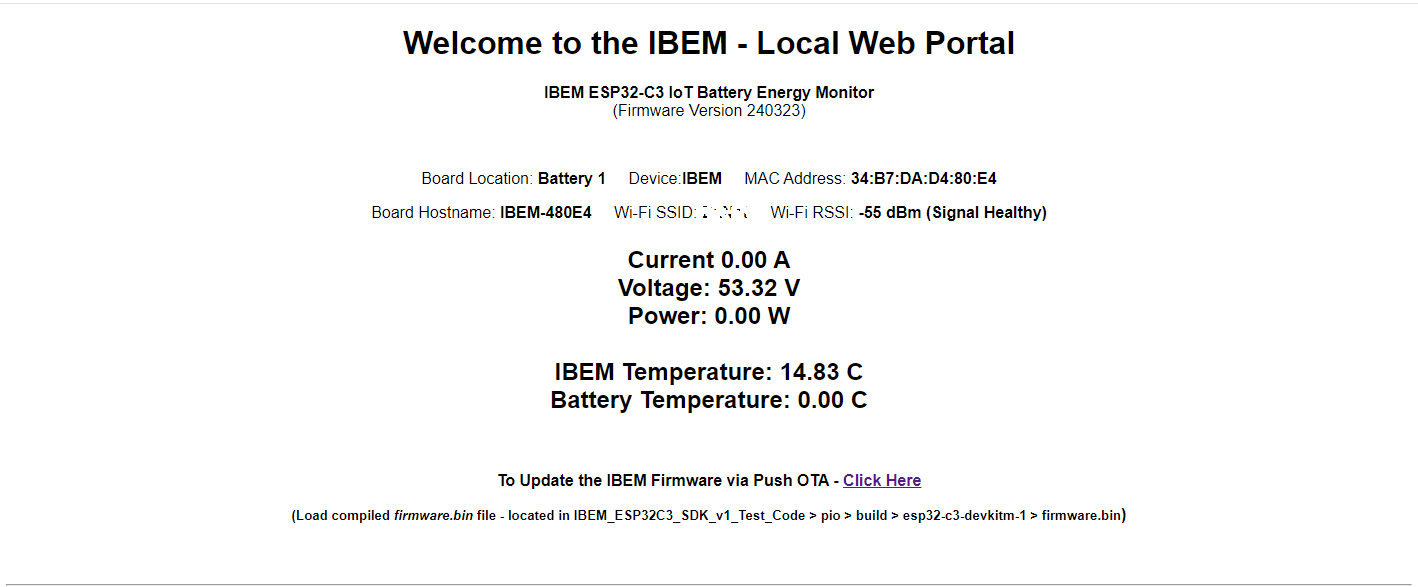 Welcome to the IBEM - Local Web Portal
IBEM ESP32-C3 IoT Battery Energy Monitor
(Firmware Version 240323)
Board Location: Battery 1 Device:IBEM MAC Address: 34:B7:DA:D4:80:E4
Board Hostname: IBEM-480E4 Wi-Fi SSID: Wi-Fi RSSI: -55 dBm (Signal Healthy)
Current 0.00 A
Voltage: 53.32 V
Power: 0.00 W
IBEM Temperature: 14.83 C
Battery Temperature: 0.00 C
To Update the IBEM Firmware via Push OTA - Click Here
(Load compiled firmware.bin file - located in IBEM_ESP32C3_SDK_v1_Test_Code > pio > build > esp32-c3-devkitm-1 > firmware.bin)